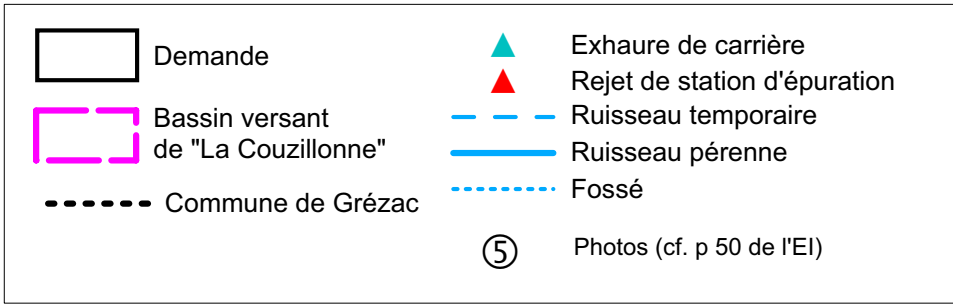 Demande
Bassin versant
de "La Couzillonne"
Commune de Grézac
Exhaure de carrière
Rejet de station d'épuration
Ruisseau temporaire
Ruisseau pérenne
Fossé
⑤ Photos (cf. p 50 de l'EI)